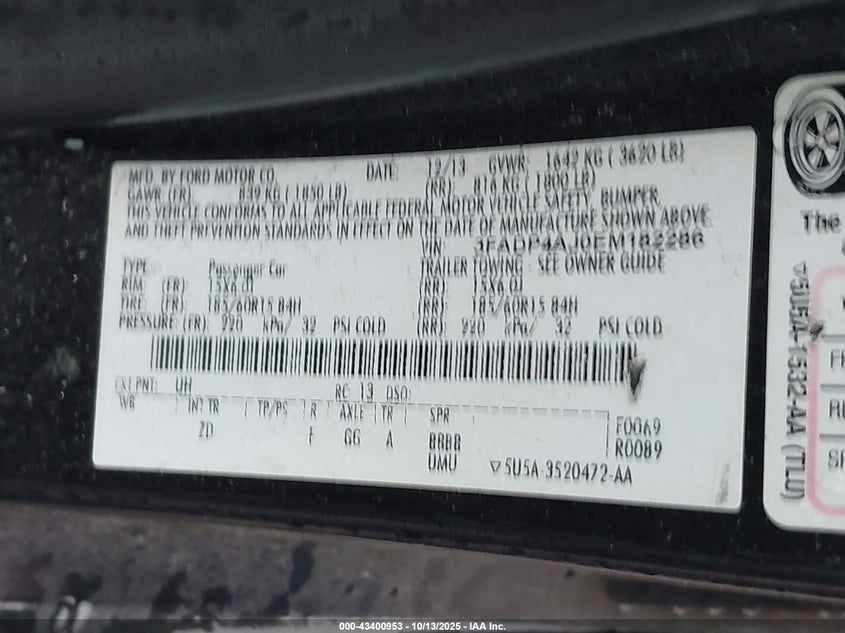 MFD. BY FORD MOTOR CO. DATE: 12/13 GVWR: 1642 KG ( 3620 LB)
GAWR (FR): 839 KG ( 1850 LB) (RR): 816 KG ( 1800 LB)
THIS VEHICLE CONFORMS TO ALL APPLICABLE FEDERAL MOTOR VEHICLE SAFETY, BUMPER,
AND THEFT PREVENTION STANDARDS IN EFFECT ON THE DATE OF MANUFACTURE SHOWN ABOVE.
VIN: 3FADP4AJ0EM182286
TYPE: Passenger Car TRAILER TOWING - SEE OWNER GUIDE
RIM: (FR): 15X6.0J (RR): 15X6.0J
TIRE: (FR): 185/60R15 84H (RR): 185/60R15 84H
PRESSURE: (FR): 220 kPa/ 32 PSI COLD (RR): 220 kPa/ 32 PSI COLD
EXT PNT: UH RC: 13 DSO:
WB INT TR TP/PS R AXLE TR SPR
ZD F GG A BBBB
UMU
F0069
R0089
5U5A-3520472-AA
The
5U5A-1532-AA (TLU)
000-43400953 - 10/13/2025 - IAA Inc.